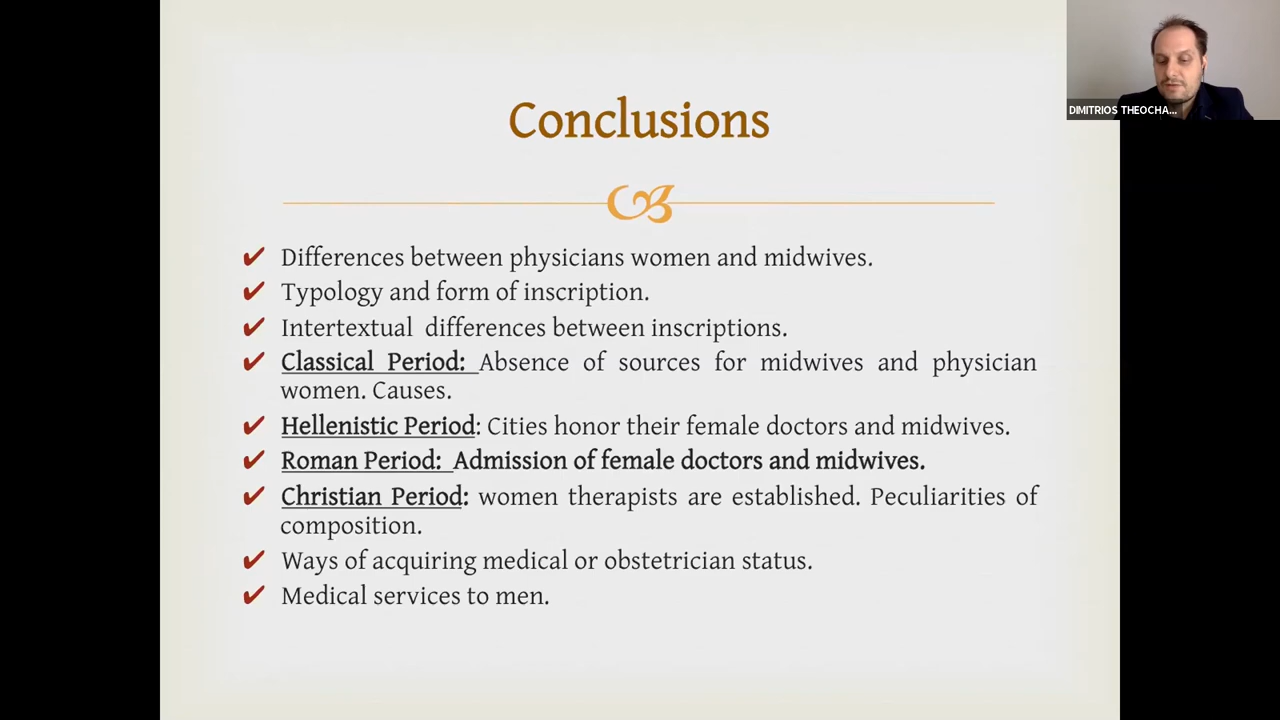 Conclusions
DIMITRIOS THEOCHA...
✔ Differences between physicians women and midwives.
✔ Typology and form of inscription.
✔ Intertextual differences between inscriptions.
✔ Classical Period: Absence of sources for midwives and physician
women. Causes.
✔ Hellenistic Period: Cities honor their female doctors and midwives.
✔ Roman Period: Admission of female doctors and midwives.
✔ Christian Period: women therapists are established. Peculiarities of
composition.
✔ Ways of acquiring medical or obstetrician status.
✔ Medical services to men.